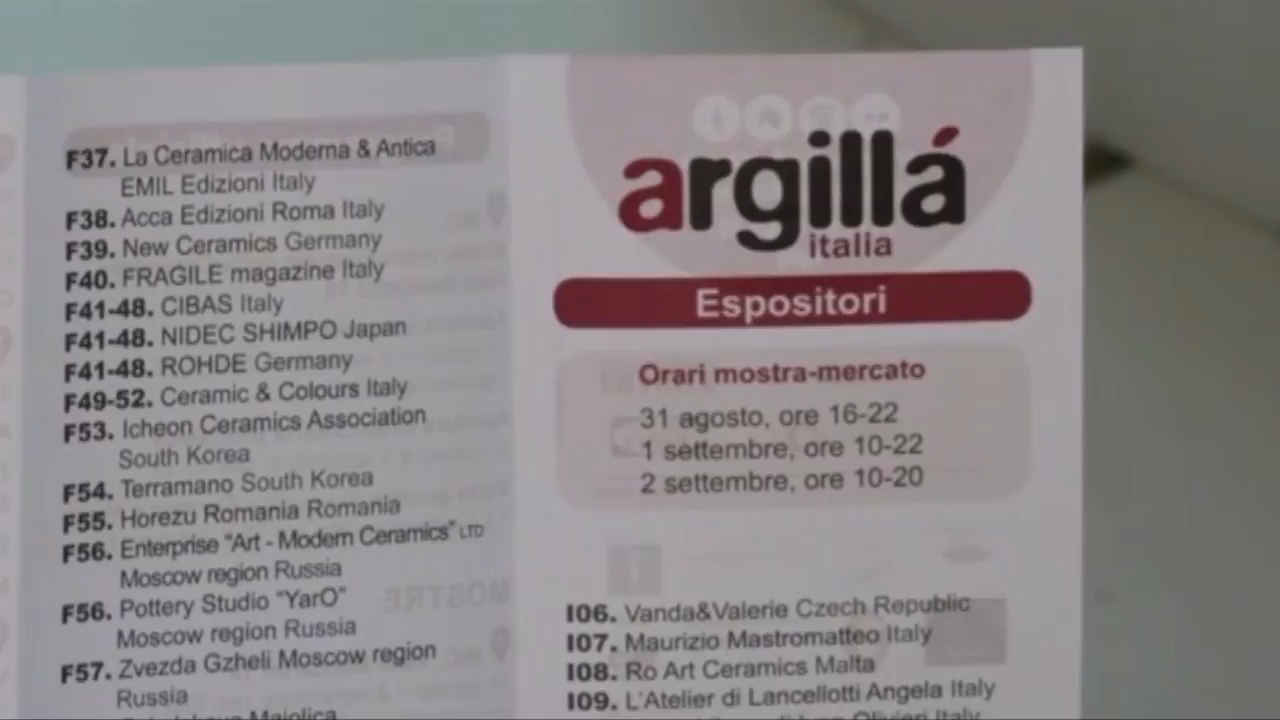 F37. La Ceramica Moderna & Antica
EMIL Edizioni Italy
F38. Acca Edizioni Roma Italy
F39. New Ceramics Germany
F40. FRAGILE magazine Italy
F41-48. CIBAS Italy
F41-48. NIDEC SHIMPO Japan
F41-48. ROHDE Germany
F49-52. Ceramic & Colours Italy
F53. Icheon Ceramics Association
South Korea
F54. Terramano South Korea
F55. Horezu Romania Romania
F56. Enterprise "Art - Modern Ceramics" LTD
Moscow region Russia
F56. Pottery Studio "YarO"
Moscow region Russia
F57. Zvezda Gzheli Moscow region
Russia
Majolica
argillá
italia
Espositori
Orari mostra-mercato
31 agosto, ore 16-22
1 settembre, ore 10-22
2 settembre, ore 10-20
I06. Vanda&Valerie Czech Republic
I07. Maurizio Mastromatteo Italy
I08. Ro Art Ceramics Malta
I09. L'Atelier di Lancellotti Angela Italy
di Ivan Olivieri Italy